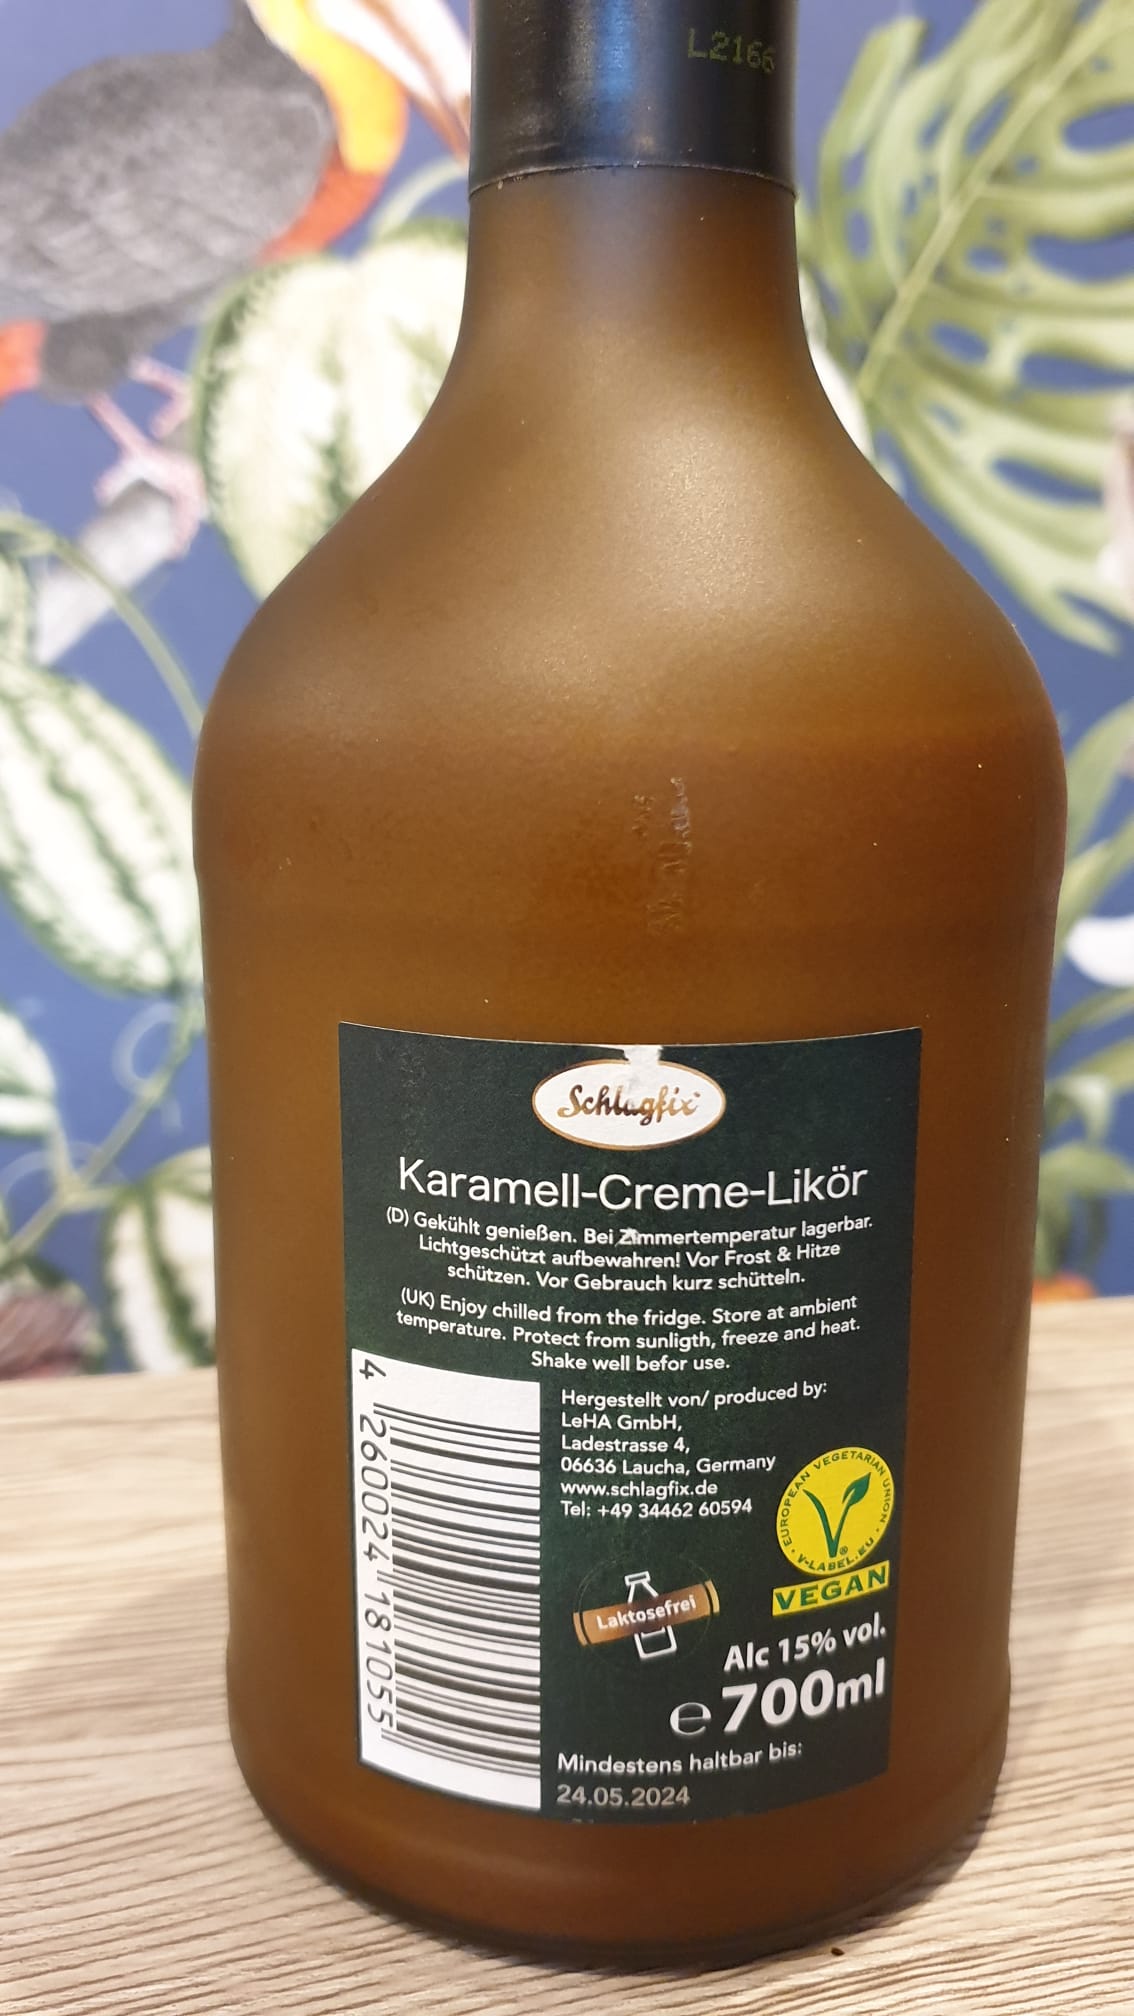 L2166
Schlagfix
Karamell-Creme-Likör
(D) Gekühlt genießen. Bei Zimmertemperatur lagerbar.
Lichtgeschützt aufbewahren! Vor Frost & Hitze
schützen. Vor Gebrauch kurz schütteln.
(UK) Enjoy chilled from the fridge. Store at ambient
temperature. Protect from sunligth, freeze and heat.
Shake well befor use.
Hergestellt von/ produced by:
LeHA GmbH,
Ladestrasse 4,
06636 Laucha, Germany
www.schlagfix.de
Tel: +49 34462 60594
4 260024 181055
EUROPEAN VEGETARIAN UNION
V-LABEL.EU
VEGAN
Laktosefrei
Alc 15% vol.
e 700ml
Mindestens haltbar bis:
24.05.2024